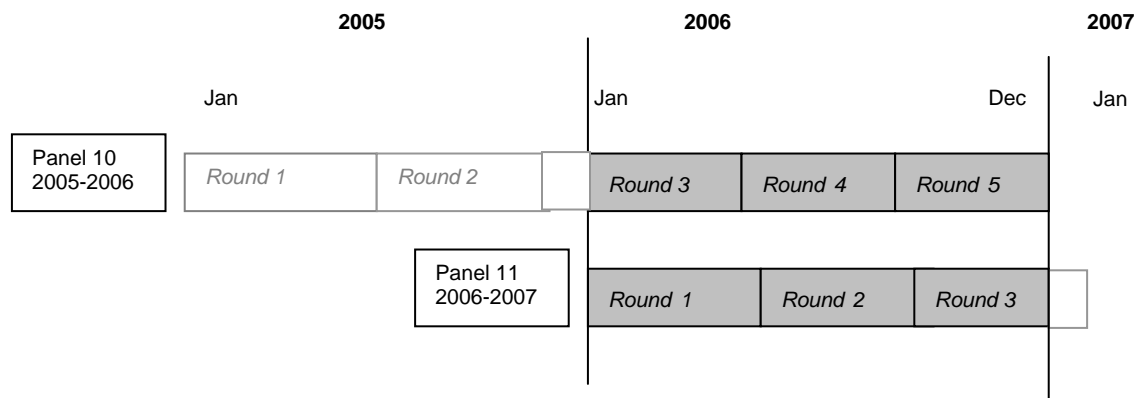 2005 2006 2007
Jan Jan Dec Jan
Panel 10
2005-2006
Round 1 Round 2 Round 3 Round 4 Round 5
Panel 11
2006-2007
Round 1 Round 2 Round 3